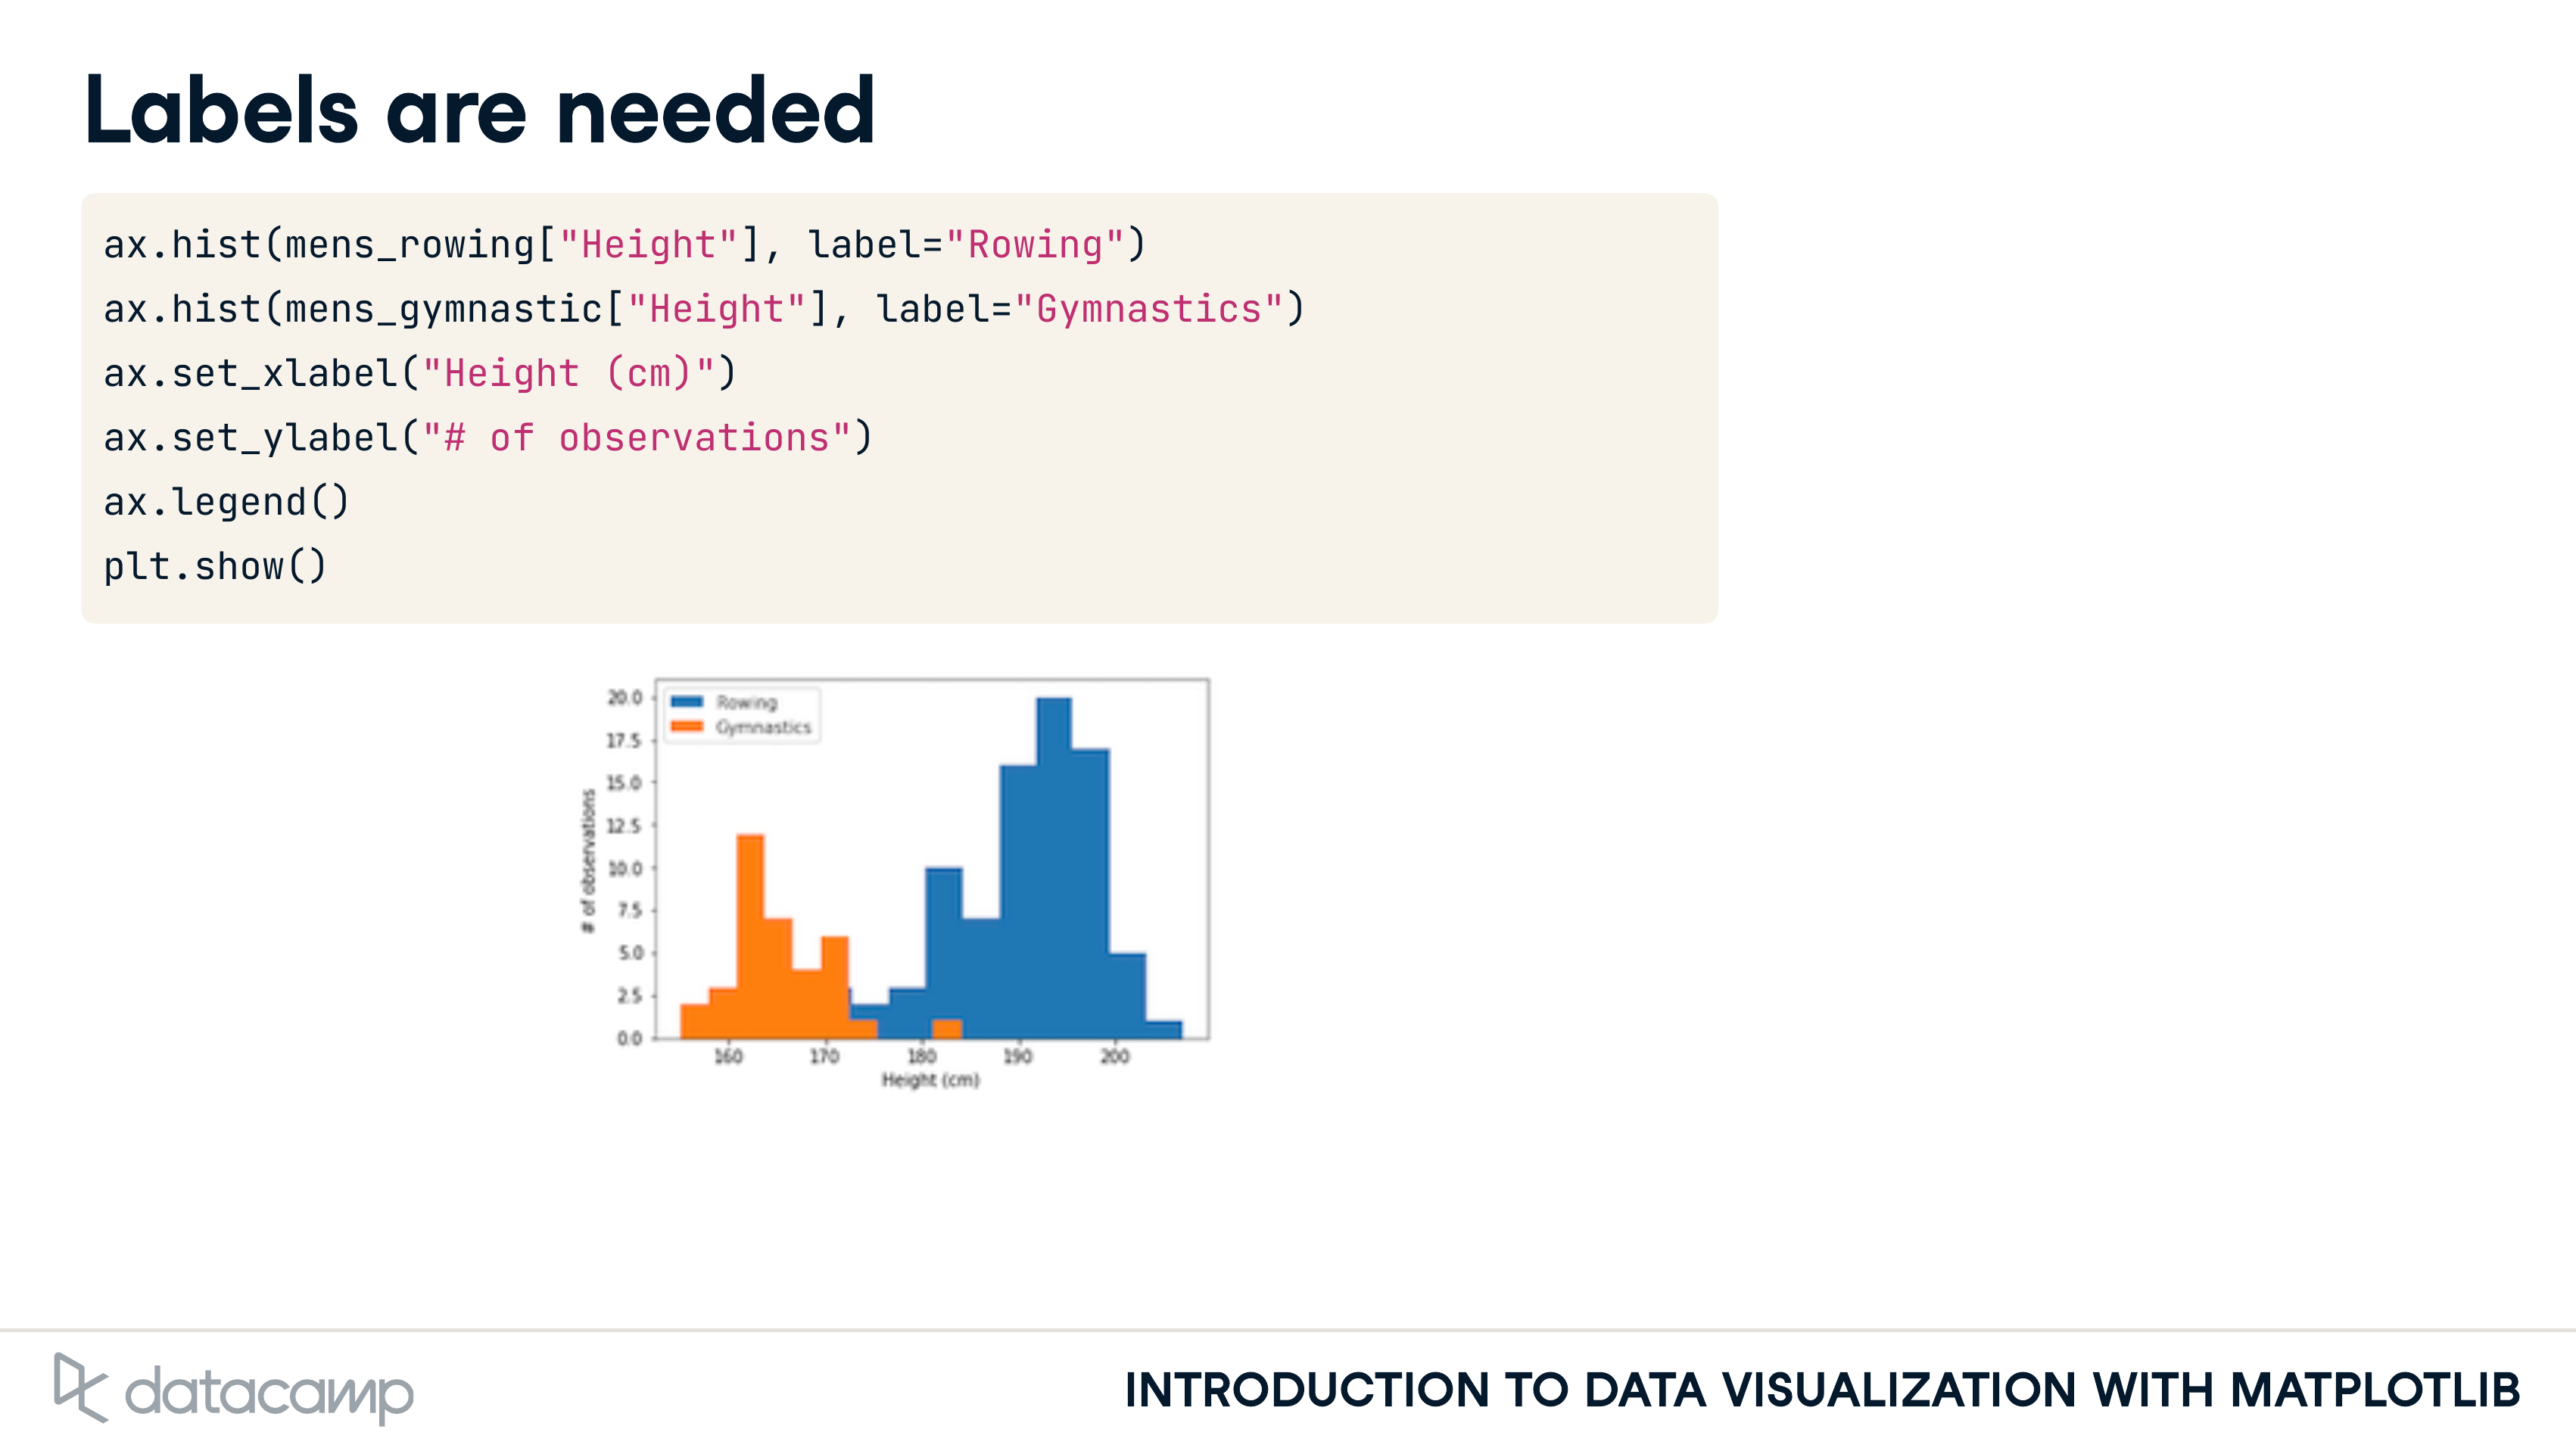 Labels are needed
ax.hist(mens_rowing["Height"], label="Rowing")
ax.hist(mens_gymnastic["Height"], label="Gymnastics")
ax.set_xlabel("Height (cm)")
ax.set_ylabel("# of observations")
ax.legend()
plt.show()
Rowing
Gymnastics
# of observations
20.0
17.5
15.0
12.5
10.0
7.5
5.0
2.5
0.0
160 170 180 190 200
Height (cm)
datacamp
INTRODUCTION TO DATA VISUALIZATION WITH MATPLOTLIB